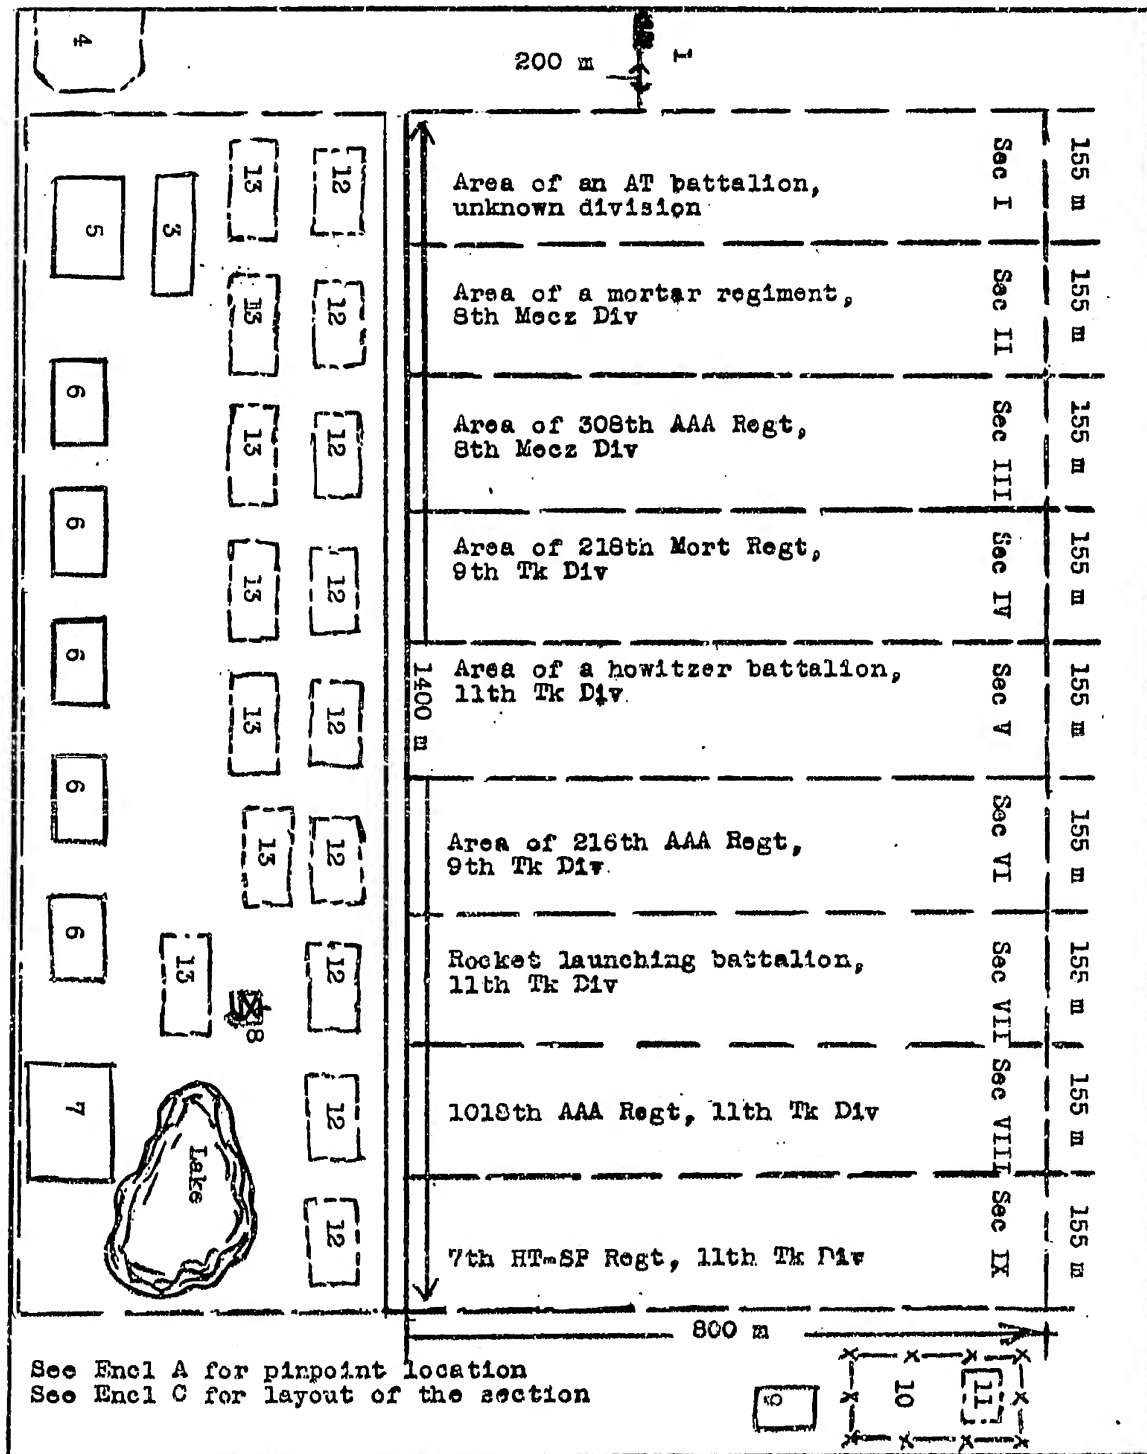 4
200 m
1
13
12
155 m
Sec I
Area of an AT battalion,
unknown division
5
3
13
12
155 m
Sec II
Area of a mortar regiment,
8th Mecz Div
6
13
12
155 m
Sec III
Area of 308th AAA Regt,
8th Mecz Div
6
13
12
155 m
Sec IV
Area of 218th Mort Regt,
9th Tk Div
6
13
12
155 m
Sec V
Area of a howitzer battalion,
11th Tk Div
1400 m
6
13
12
155 m
Sec VI
Area of 216th AAA Regt,
9th Tk Div
6
13
8
12
155 m
Sec VII
Rocket launching battalion,
11th Tk Div
7
Lake
12
155 m
Sec VIII
1018th AAA Regt, 11th Tk Div
12
155 m
Sec IX
7th HT-SP Regt, 11th Tk Div
800 m
See Encl A for pinpoint location
See Encl C for layout of the section
9
10
11